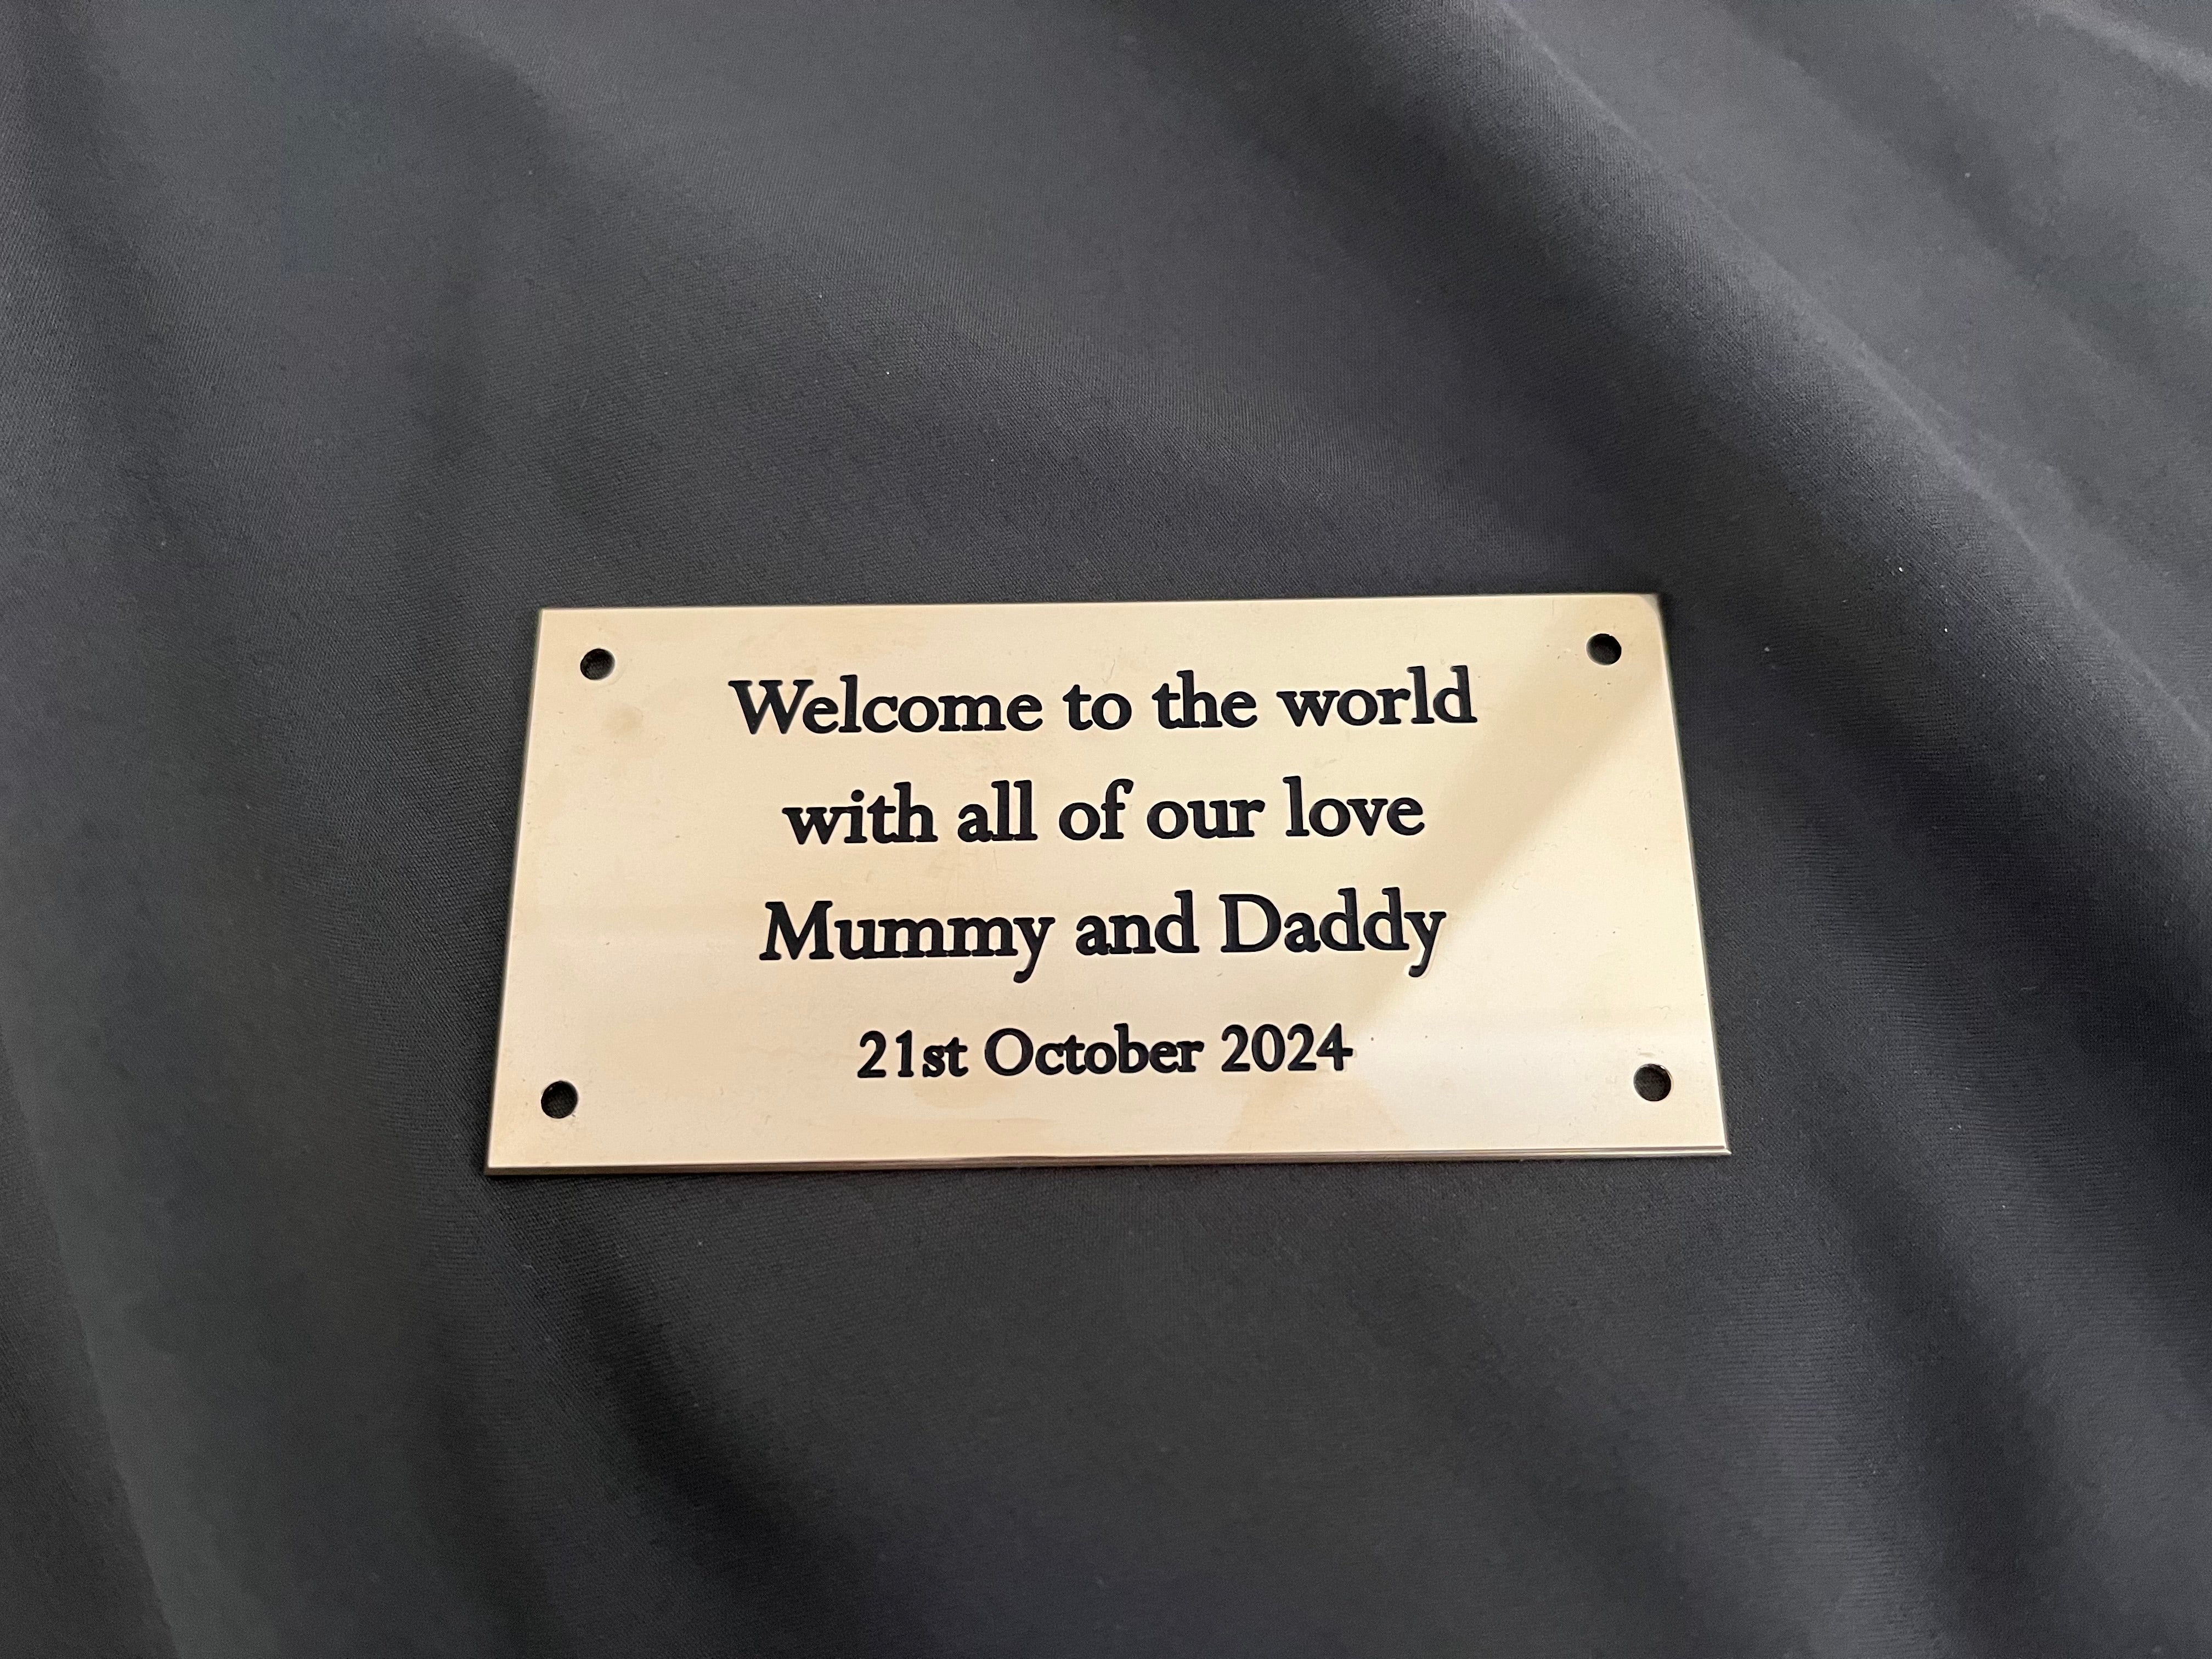 Welcome to the world
with all of our love
Mummy and Daddy
21st October 2024